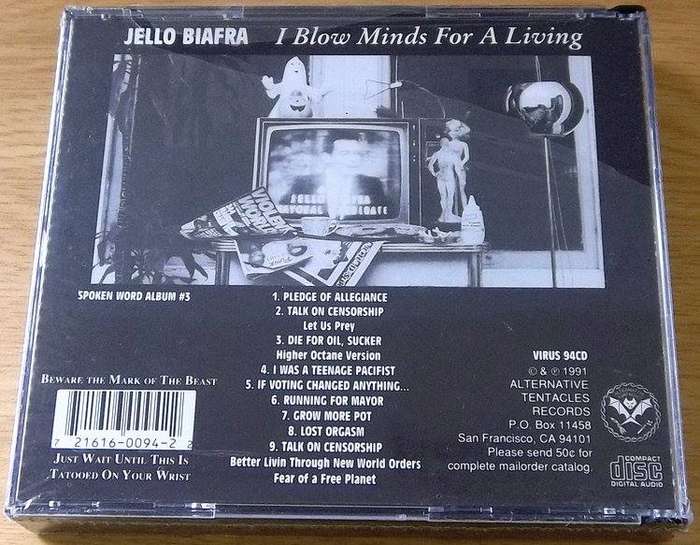 JELLO BIAFRA I Blow Minds For A Living
VIOLENT
WORLD
SPOKEN WORD ALBUM #3
1. PLEDGE OF ALLEGIANCE
2. TALK ON CENSORSHIP
Let Us Prey
3. DIE FOR OIL, SUCKER
Higher Octane Version
4. I WAS A TEENAGE PACIFIST
5. IF VOTING CHANGED ANYTHING...
6. RUNNING FOR MAYOR
7. GROW MORE POT
8. LOST ORGASM
9. TALK ON CENSORSHIP
Better Livin Through New World Orders
Fear of a Free Planet
BEWARE THE MARK OF THE BEAST
7 21616-0094-2 2
JUST WAIT UNTIL THIS IS
TATOOED ON YOUR WRIST
VIRUS 94CD
© & ℗ 1991
ALTERNATIVE
TENTACLES
RECORDS
P.O. Box 11458
San Francisco, CA 94101
Please send 50c for
complete mailorder catalog.
COMPACT
disc
DIGITAL AUDIO